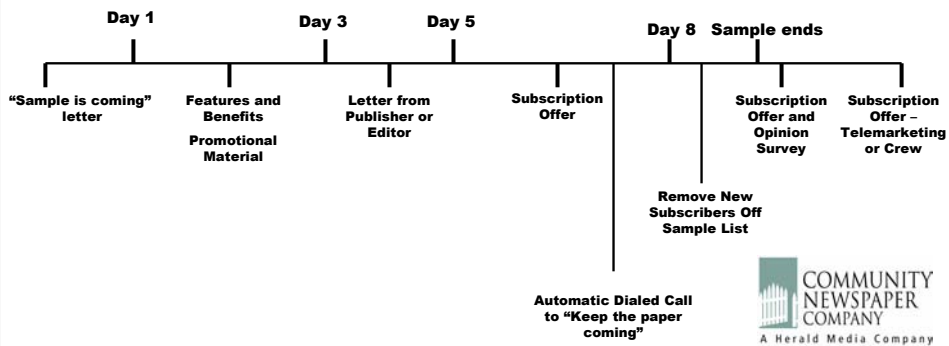 Day 1
Day 3
Day 5
Day 8
Sample ends
“Sample is coming”
letter
Features and
Benefits
Promotional
Material
Letter from
Publisher or
Editor
Subscription
Offer
Subscription
Offer and
Opinion
Survey
Subscription
Offer –
Telemarketing
or Crew
Remove New
Subscribers Off
Sample List
Automatic Dialed Call
to “Keep the paper
coming”
COMMUNITY
NEWSPAPER
COMPANY
A Herald Media Company